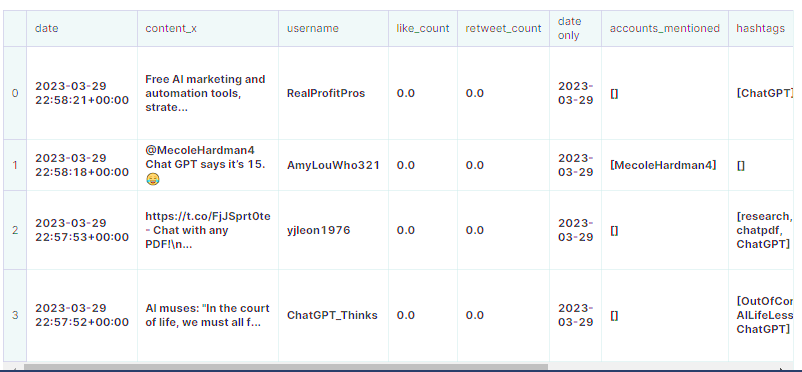 date content_x username like_count retweet_count date only accounts_mentioned hashtags
0 2023-03-29 22:58:21+00:00 Free AI marketing and automation tools, strate... RealProfitPros 0.0 0.0 2023-03-29 [] [ChatGPT]
1 2023-03-29 22:58:18+00:00 @MecoleHardman4 Chat GPT says it’s 15. 😂 AmyLouWho321 0.0 0.0 2023-03-29 [MecoleHardman4] []
2 2023-03-29 22:57:53+00:00 https://t.co/FjJSprt0te - Chat with any PDF!\n... yjleon1976 0.0 0.0 2023-03-29 [] [research, chatpdf, ChatGPT]
3 2023-03-29 22:57:52+00:00 AI muses: "In the court of life, we must all f... ChatGPT_Thinks 0.0 0.0 2023-03-29 [] [OutOfCor AILifeLess ChatGPT]